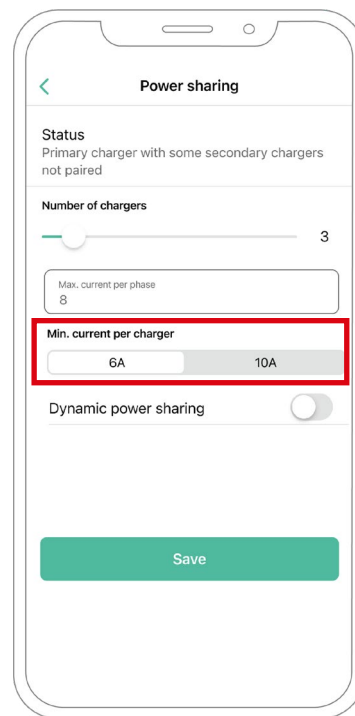 Power sharing
Status
Primary charger with some secondary chargers
not paired
Number of chargers
3
Max. current per phase
8
Min. current per charger
6A 10A
Dynamic power sharing
Save